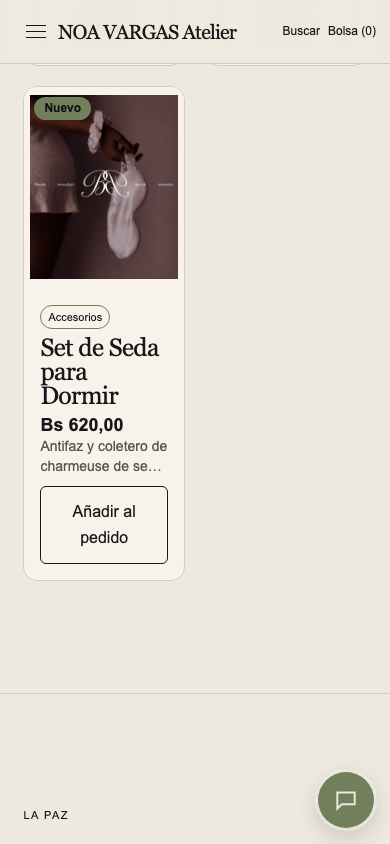 NOA VARGAS Atelier
Buscar
Bolsa (0)
Nuevo
Accesorios
Set de Seda
para
Dormir
Bs 620,00
Antifaz y coletero de
charmeuse de se…
Añadir al
pedido
LA PAZ